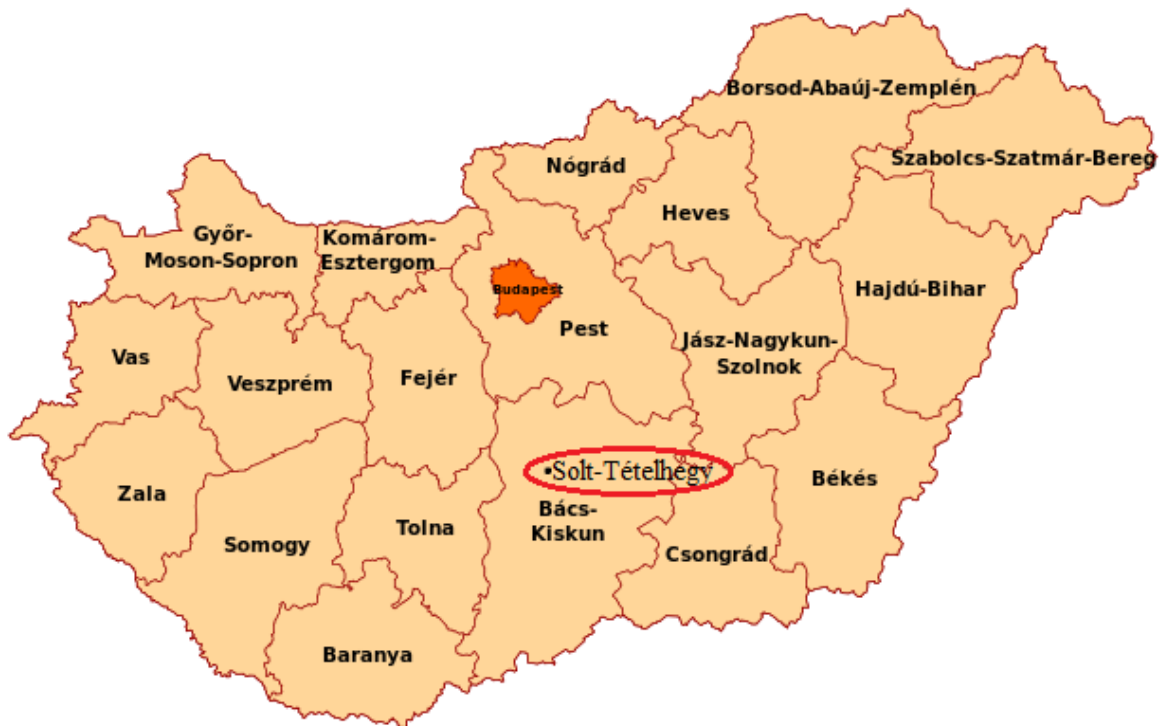 Borsod-Abaúj-Zemplén
Szabolcs-Szatmár-Bereg
Nógrád
Heves
Győr-
Moson-Sopron
Komárom-
Esztergom
Budapest
Pest
Hajdú-Bihar
Jász-Nagykun-
Szolnok
Vas
Veszprém
Fejér
•Solt-Tételhegy
Békés
Zala
Bács-
Kiskun
Tolna
Somogy
Csongrád
Baranya